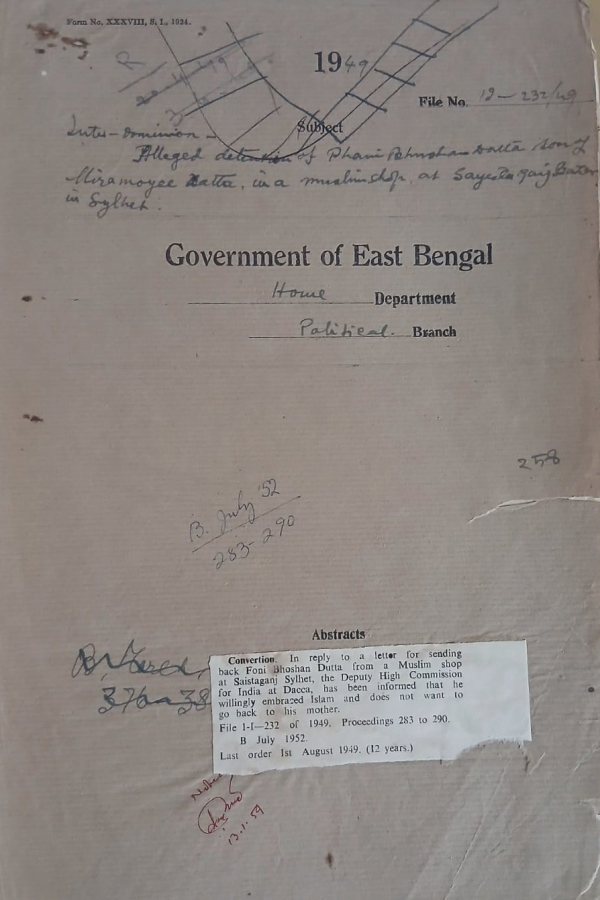 Form No. XXXVIII, S. I., 1924.
1949
File No. 12-232/49
Subject
Inter-dominion -
Alleged detention of Phani Bhushan Datta son of
Hiramoyee Datta, in a muslim shop, at Bazar
in Sylhet.
Government of East Bengal
Home Department
Political. Branch
258
B. July '52
283-290
Abstracts
Convertion. In reply to a letter for sending
back Foni Bhoshan Dutta from a Muslim shop
at Saistaganj Sylhet, the Deputy High Commission
for India at Dacca, has been informed that he
willingly embraced Islam and does not want to
go back to his mother.
File 1-I—232 of 1949. Proceedings 283 to 290.
B July 1952.
Last order 1st August 1949. (12 years.)
13.1.59